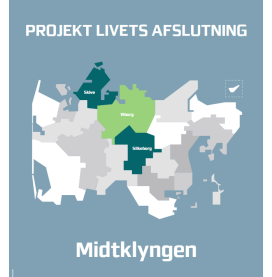 PROJEKT LIVETS AFSLUTNING
Skive
Viborg
Silkeborg
Midtklyngen